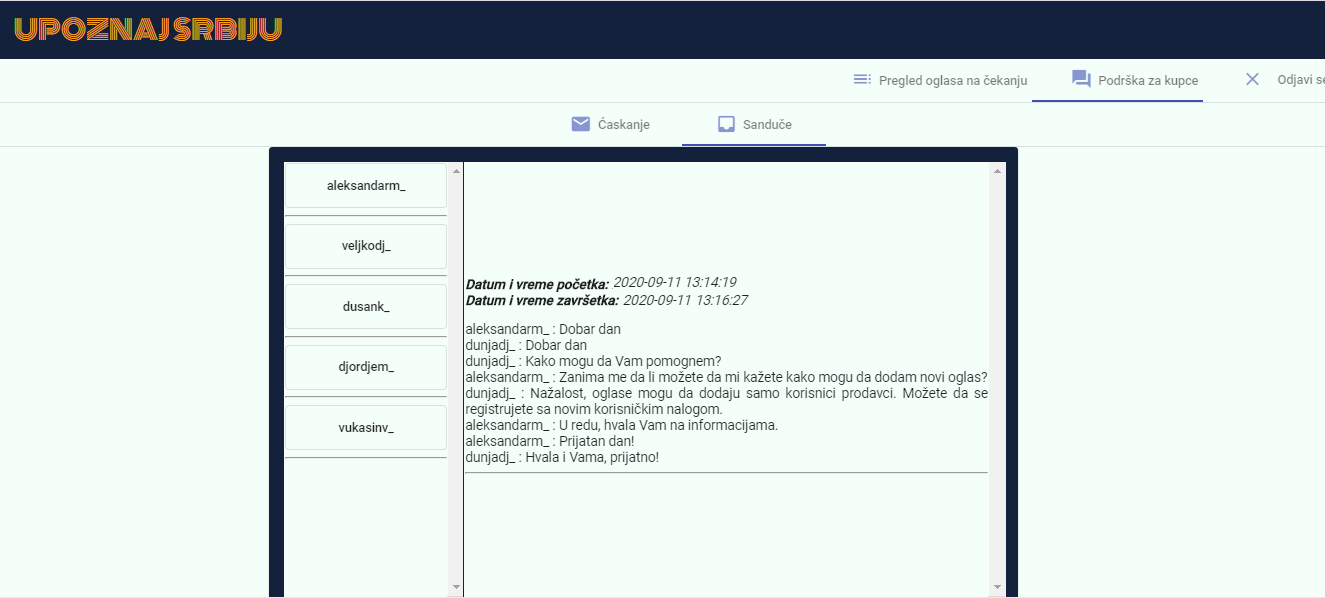 UPOZNAJ SRBIJU
Pregled oglasa na čekanju
Podrška za kupce
Odjavi se
Ćaskanje
Sanduče
aleksandarm_
veljkodj_
dusank_
djordjem_
vukasinv_
Datum i vreme početka: 2020-09-11 13:14:19
Datum i vreme završetka: 2020-09-11 13:16:27
aleksandarm_ : Dobar dan
dunjadj_ : Dobar dan
dunjadj_ : Kako mogu da Vam pomognem?
aleksandarm_ : Zanima me da li možete da mi kažete kako mogu da dodam novi oglas?
dunjadj_ : Nažalost, oglase mogu da dodaju samo korisnici prodavci. Možete da se
registrujete sa novim korisničkim nalogom.
aleksandarm_ : U redu, hvala Vam na informacijama.
aleksandarm_ : Prijatan dan!
dunjadj_ : Hvala i Vama, prijatno!